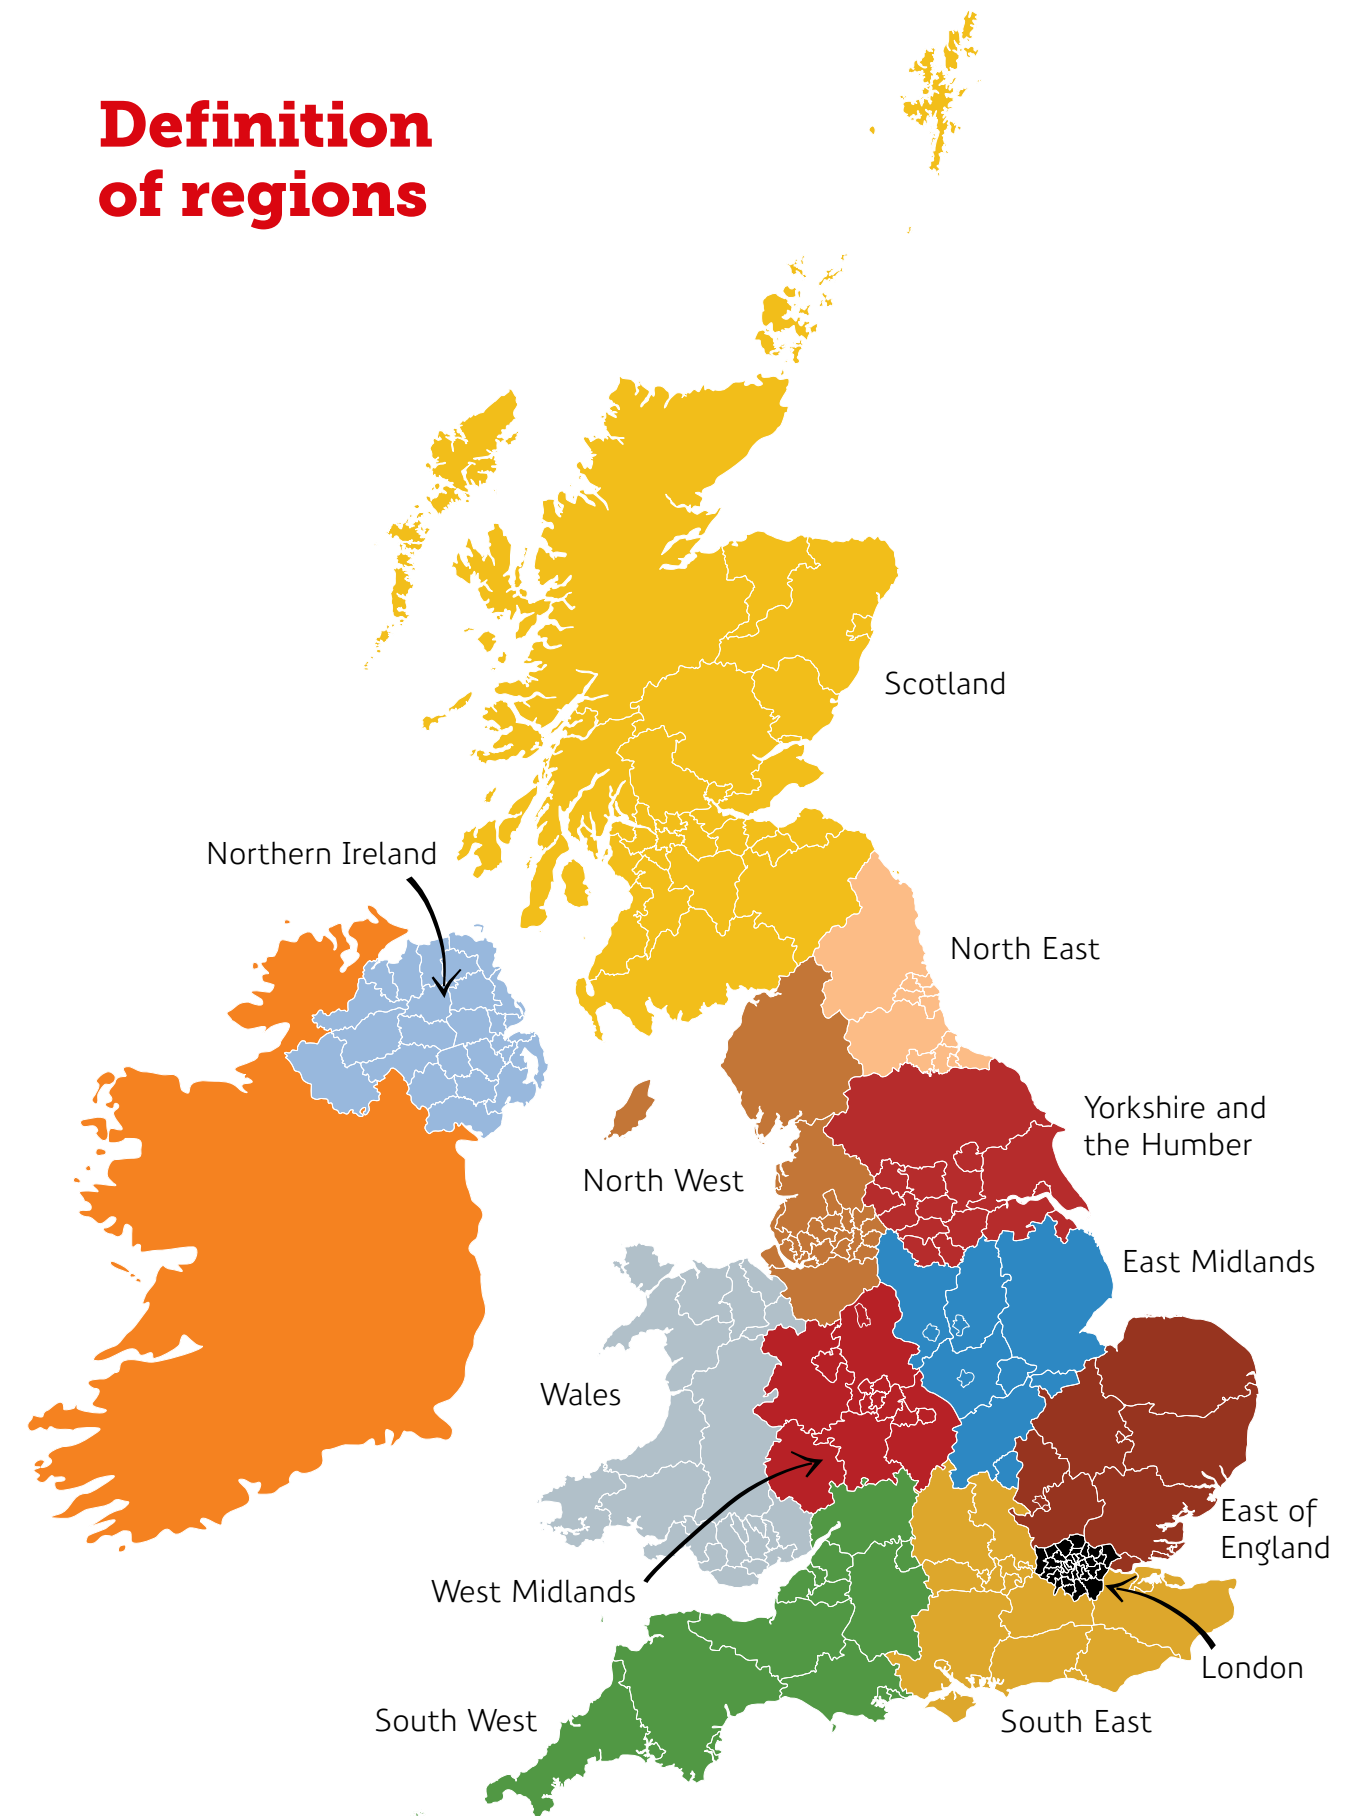 Definition
of regions
Scotland
Northern Ireland
North East
Yorkshire and
the Humber
North West
East Midlands
Wales
East of
England
West Midlands
London
South West
South East